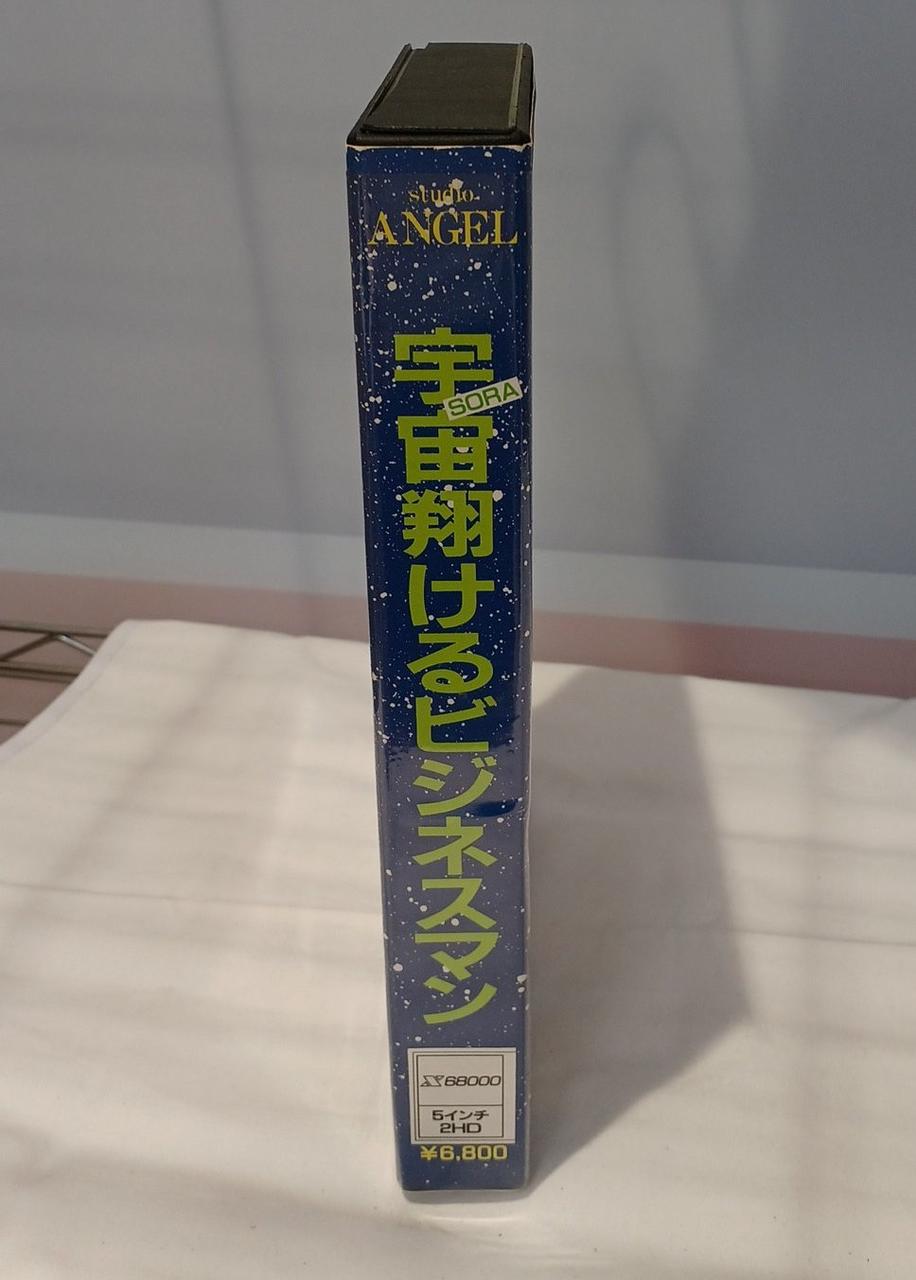 studio
ANGEL
宇宙翔けるビジネスマン
SORA
X68000
5インチ
2HD
¥6,800